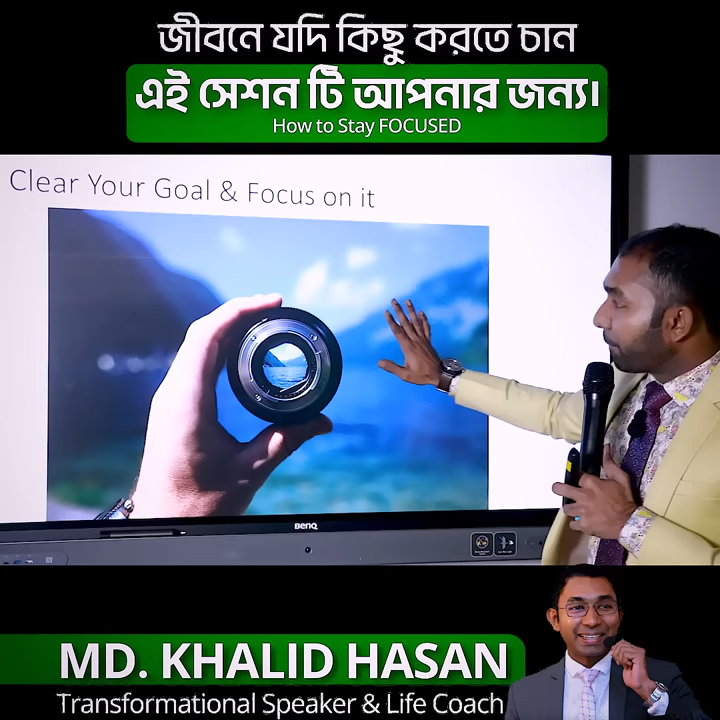 জীবনে যদি কিছু করতে চান
এই সেশন টি আপনার জন্য।
How to Stay FOCUSED
Clear Your Goal & Focus on it
BenQ
MD. KHALID HASAN
Transformational Speaker & Life Coach